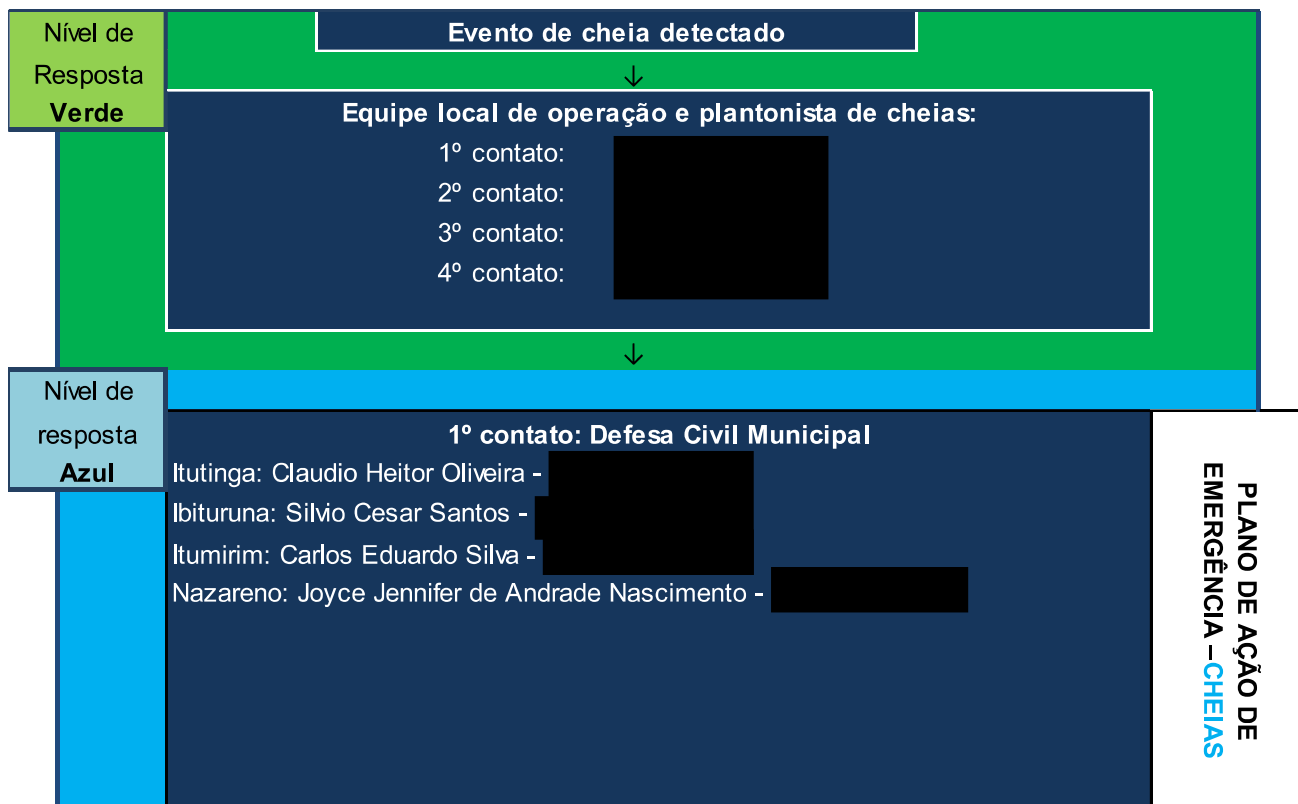 Nível de
Resposta
Verde
Evento de cheia detectado
↓
Equipe local de operação e plantonista de cheias:
1º contato:
2º contato:
3º contato:
4º contato:
↓
Nível de
resposta
Azul
1º contato: Defesa Civil Municipal
Itutinga: Claudio Heitor Oliveira -
Ibituruna: Silvio Cesar Santos -
Itumirim: Carlos Eduardo Silva -
Nazareno: Joyce Jennifer de Andrade Nascimento -
PLANO DE AÇÃO DE
EMERGÊNCIA –CHEIAS